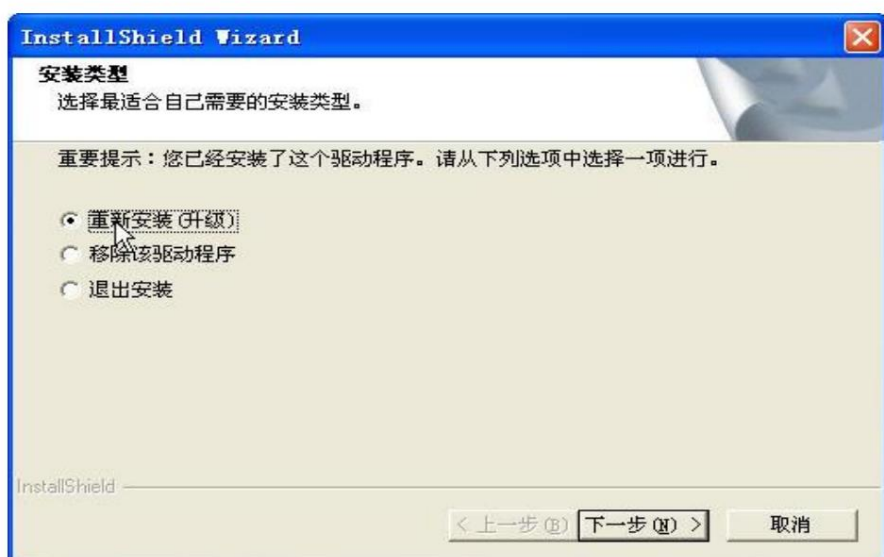 InstallShield Wizard
安装类型
选择最适合自己需要的安装类型。
重要提示：您已经安装了这个驱动程序。请从下列选项中选择一项进行。
重新安装(升级)
移除该驱动程序
退出安装
InstallShield
< 上一步(B) 下一步(N) > 取消